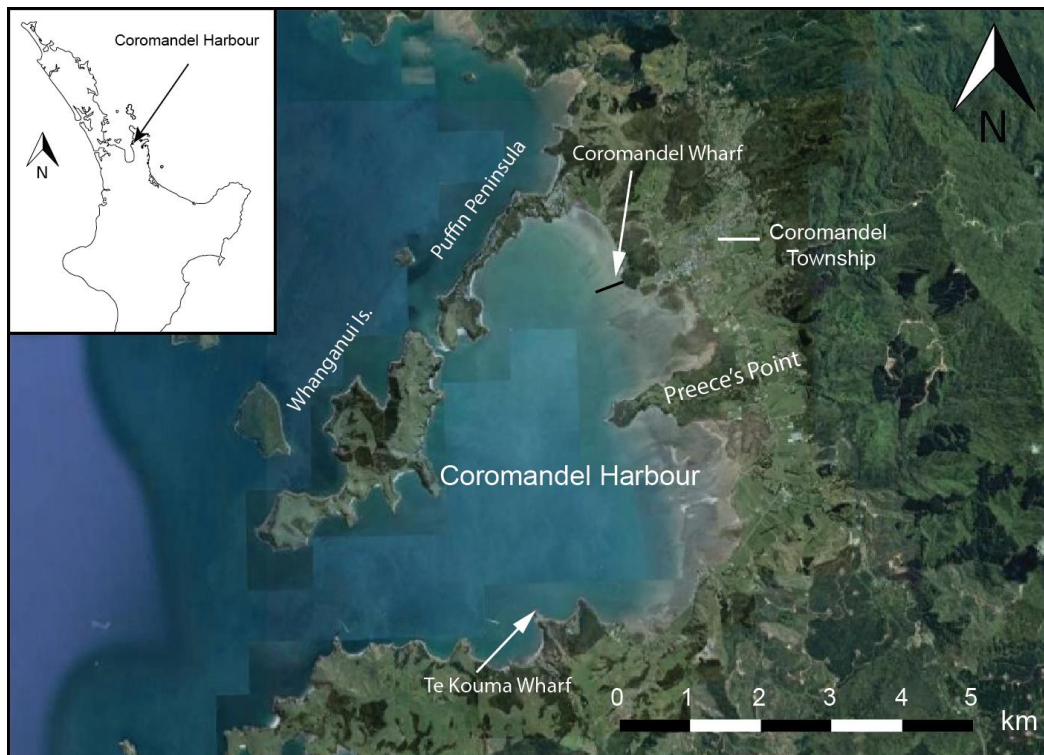 Coromandel Harbour
N
N
Puffin Peninsula
Coromandel Wharf
Coromandel
Township
Whanganui Is.
Preece's Point
Coromandel Harbour
Te Kouma Wharf
0 1 2 3 4 5
km